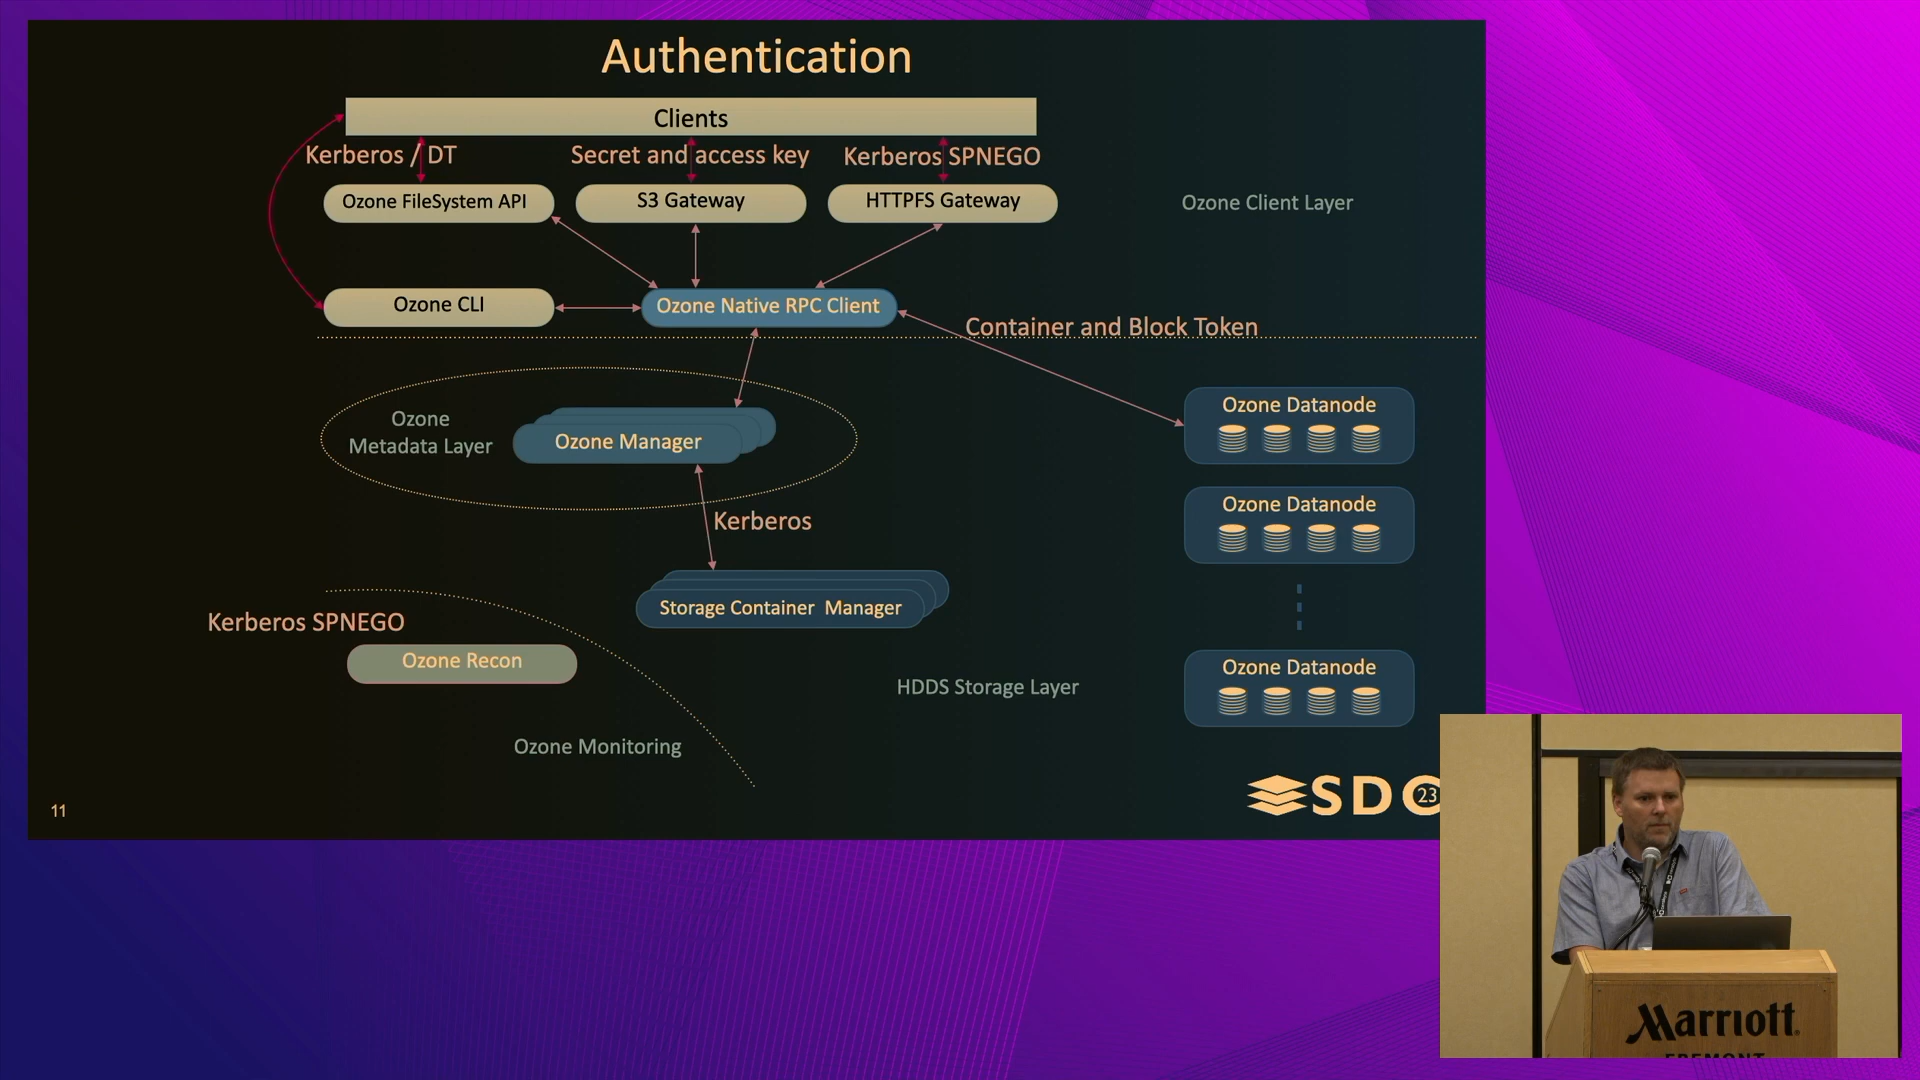 Authentication
Clients
Kerberos / DT
Secret and access key
Kerberos SPNEGO
Ozone FileSystem API
S3 Gateway
HTTPFS Gateway
Ozone Client Layer
Ozone CLI
Ozone Native RPC Client
Container and Block Token
Ozone
Metadata Layer
Ozone Manager
Ozone Datanode
Ozone Datanode
Kerberos
Storage Container Manager
Kerberos SPNEGO
Ozone Recon
Ozone Datanode
HDDS Storage Layer
Ozone Monitoring
SDC
23
11
Marriott
FREMONT